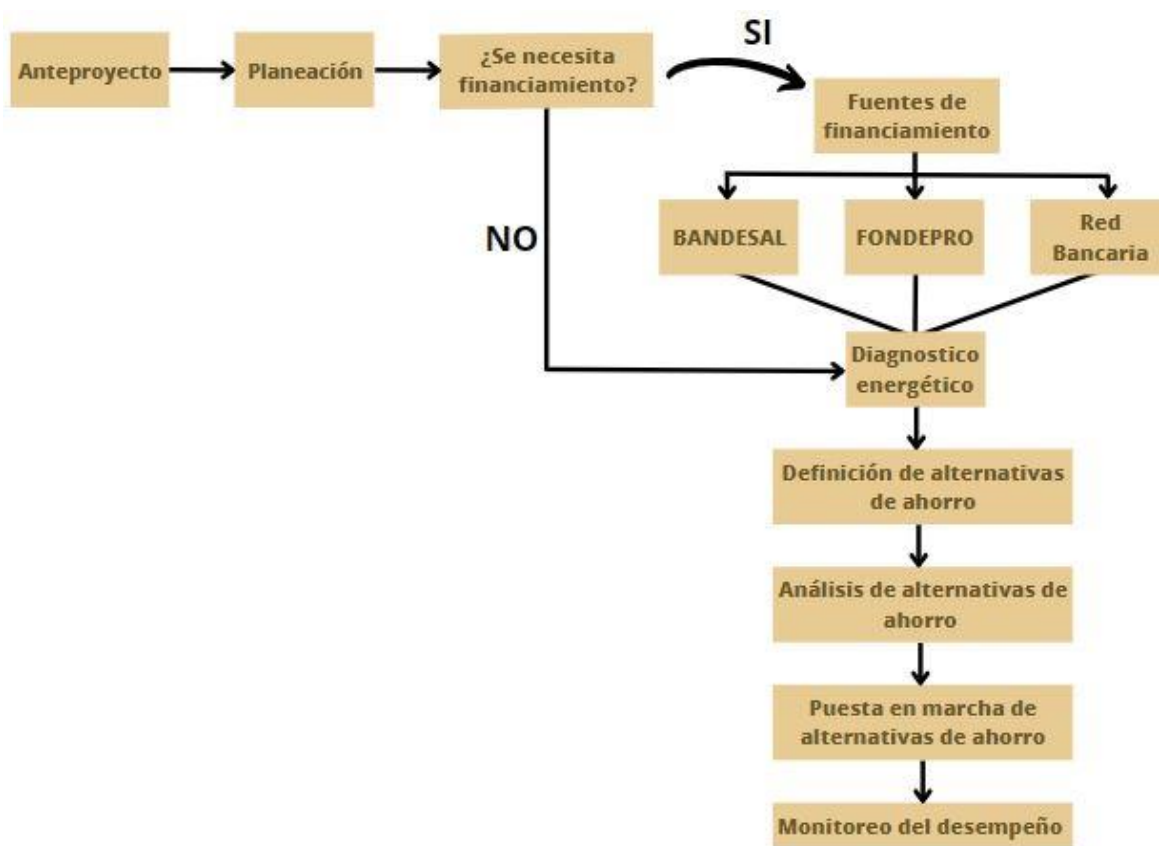 SI
Anteproyecto
Planeación
¿Se necesita
financiamiento?
Fuentes de
financiamiento
NO
BANDESAL
FONDEPRO
Red
Bancaria
Diagnostico
energético
Definición de alternativas
de ahorro
Análisis de alternativas de
ahorro
Puesta en marcha de
alternativas de ahorro
Monitoreo del desempeño